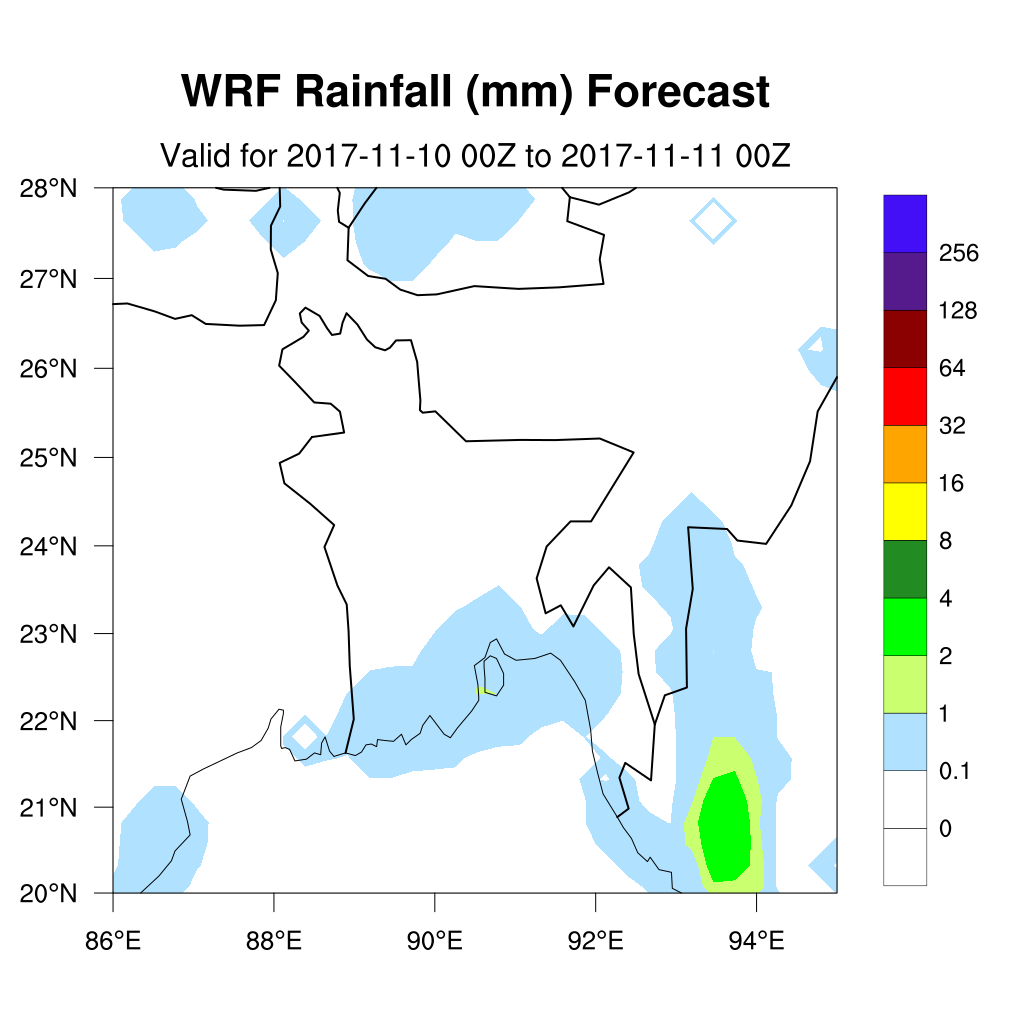 WRF Rainfall (mm) Forecast
Valid for 2017-11-10 00Z to 2017-11-11 00Z
28°N
27°N
26°N
25°N
24°N
23°N
22°N
21°N
20°N
86°E 88°E 90°E 92°E 94°E
256
128
64
32
16
8
4
2
1
0.1
0